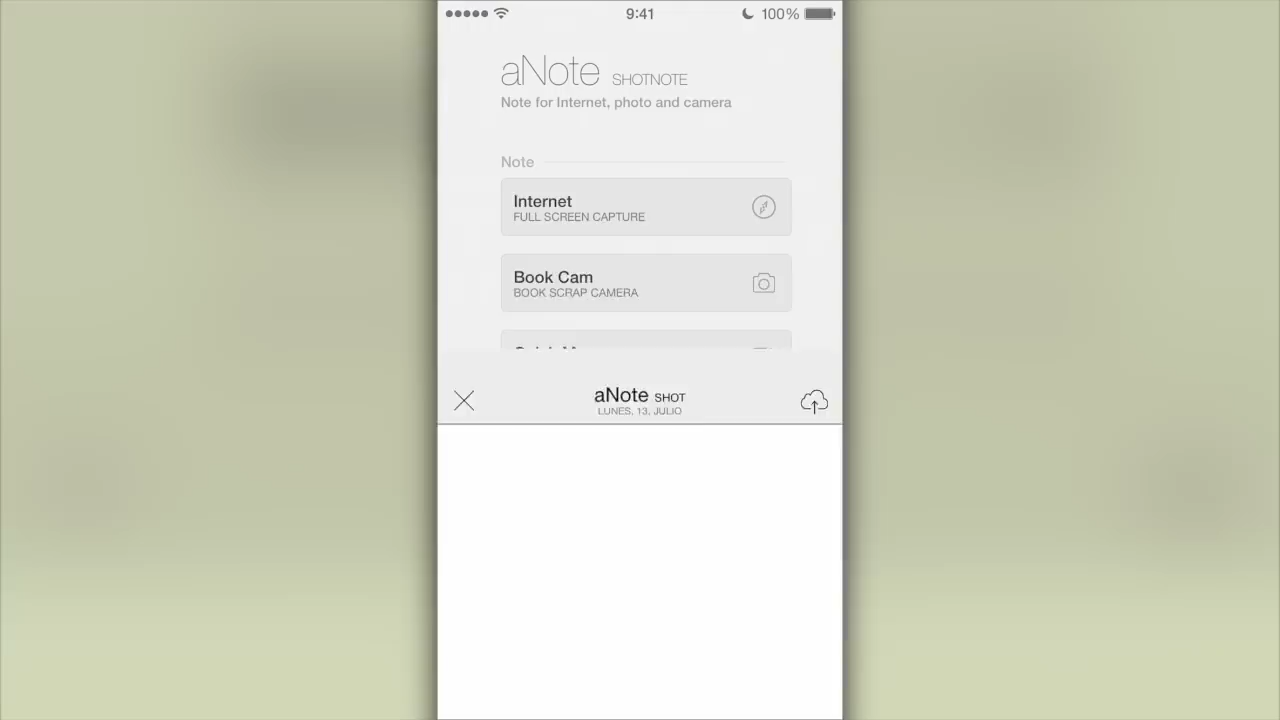 9:41 100%
aNote SHOTNOTE
Note for Internet, photo and camera
Note
Internet
FULL SCREEN CAPTURE
Book Cam
BOOK SCRAP CAMERA
aNote SHOT
LUNES, 13, JULIO